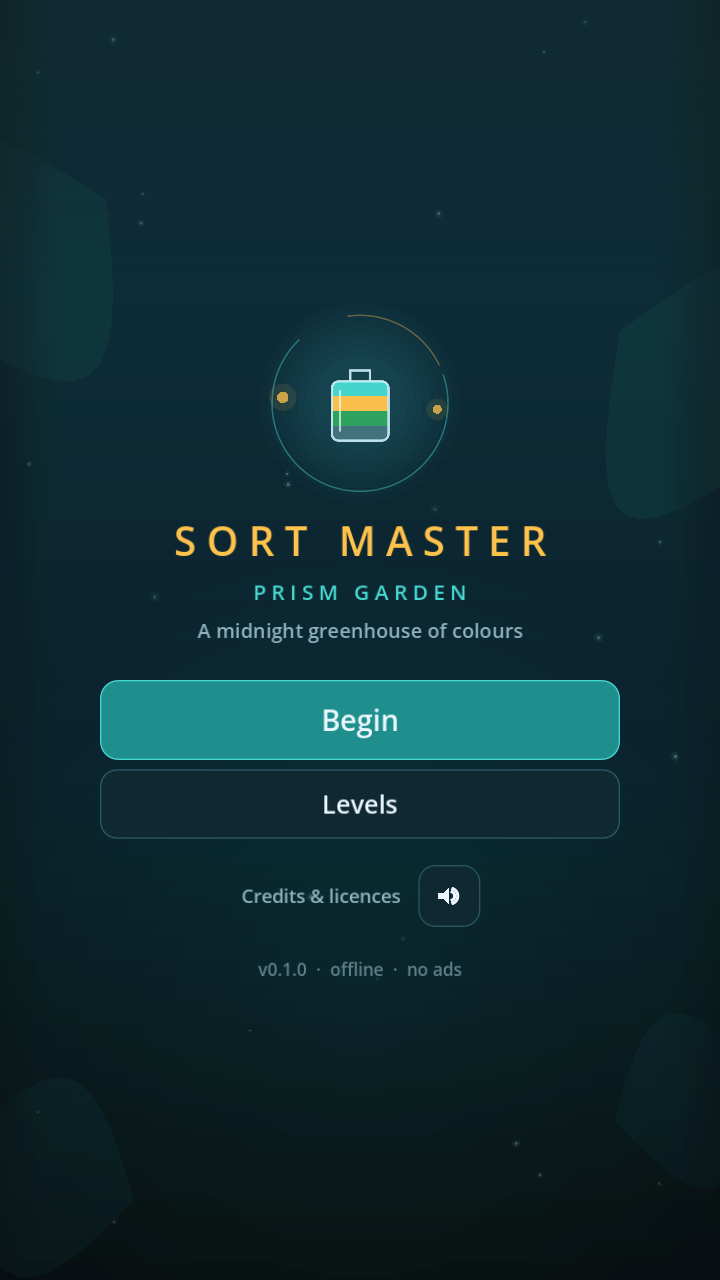 SORT MASTER
PRISM GARDEN
A midnight greenhouse of colours
Begin
Levels
Credits & licences
v0.1.0 · offline · no ads